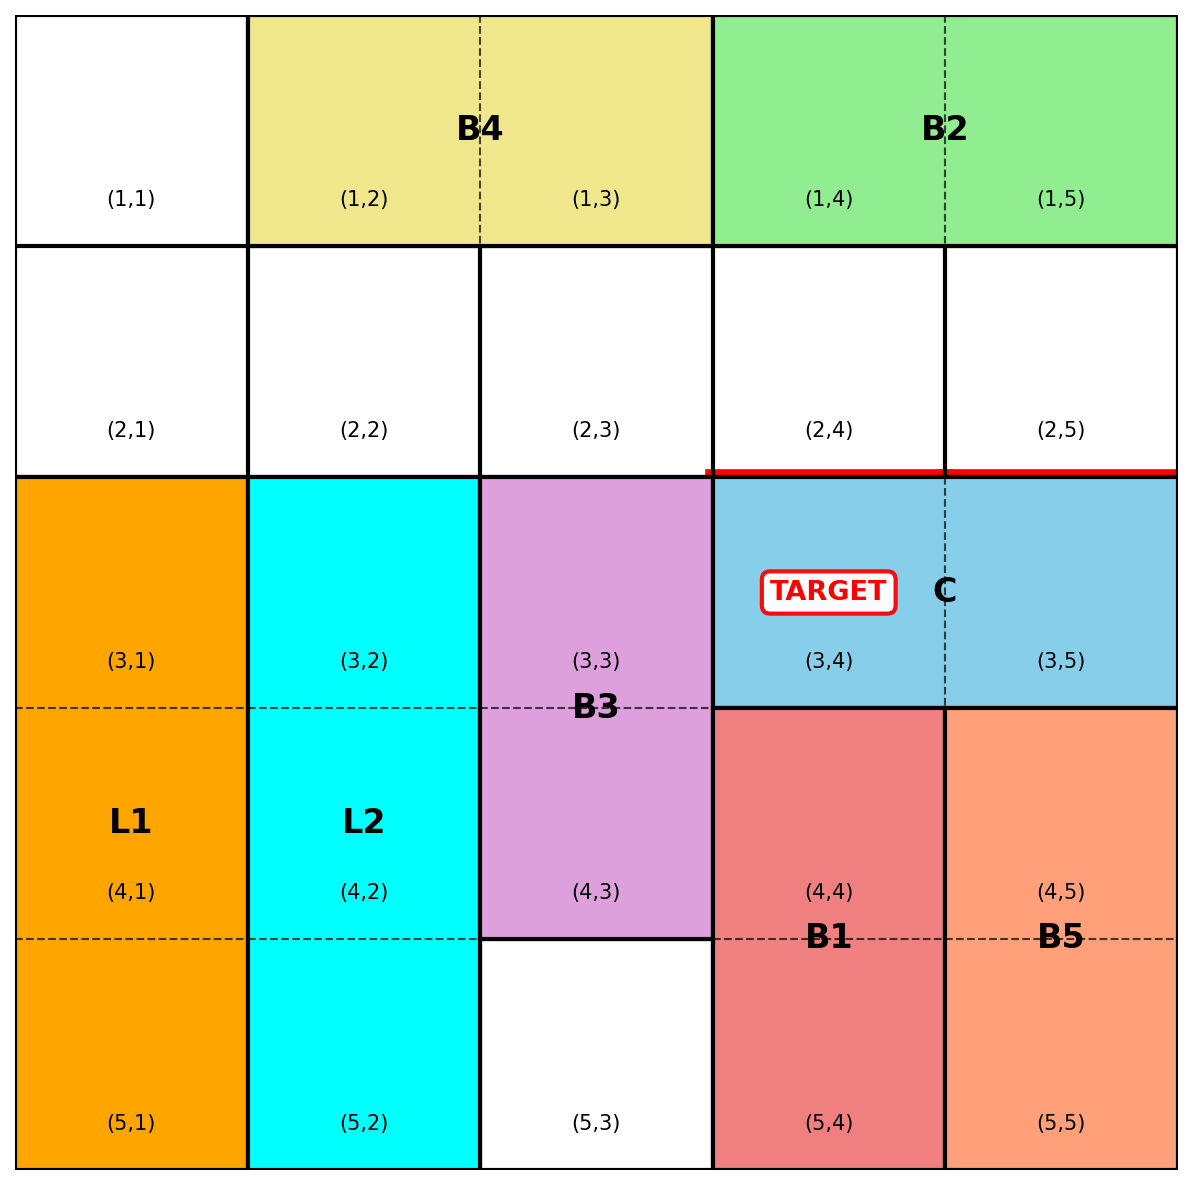 B4 B2
(1,1) (1,2) (1,3) (1,4) (1,5)
(2,1) (2,2) (2,3) (2,4) (2,5)
TARGET C
(3,1) (3,2) (3,3) (3,4) (3,5)
B3
L1 L2
(4,1) (4,2) (4,3) (4,4) (4,5)
B1 B5
(5,1) (5,2) (5,3) (5,4) (5,5)